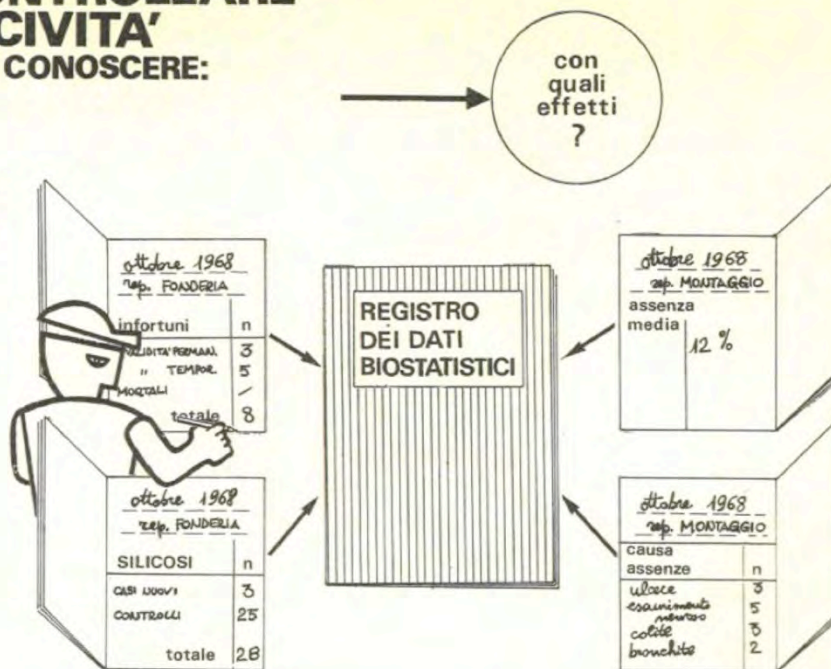 CIVITA'
CONOSCERE:
con
quali
effetti
?
ottobre 1968
rep. FONDERIA
infortuni n
PERMAN. 3
" TEMPOR. 5
MORTALI /
totale 8
REGISTRO
DEI DATI
BIOSTATISTICI
ottobre 1968
rep. MONTAGGIO
assenza
media
12 %
ottobre 1968
rep. FONDERIA
SILICOSI n
CASI NUOVI 3
CONTROLLI 25
totale 28
ottobre 1968
rep. MONTAGGIO
causa
assenze n
ulcere 3
esaurimento 5
nervoso
colite
bronchite 2